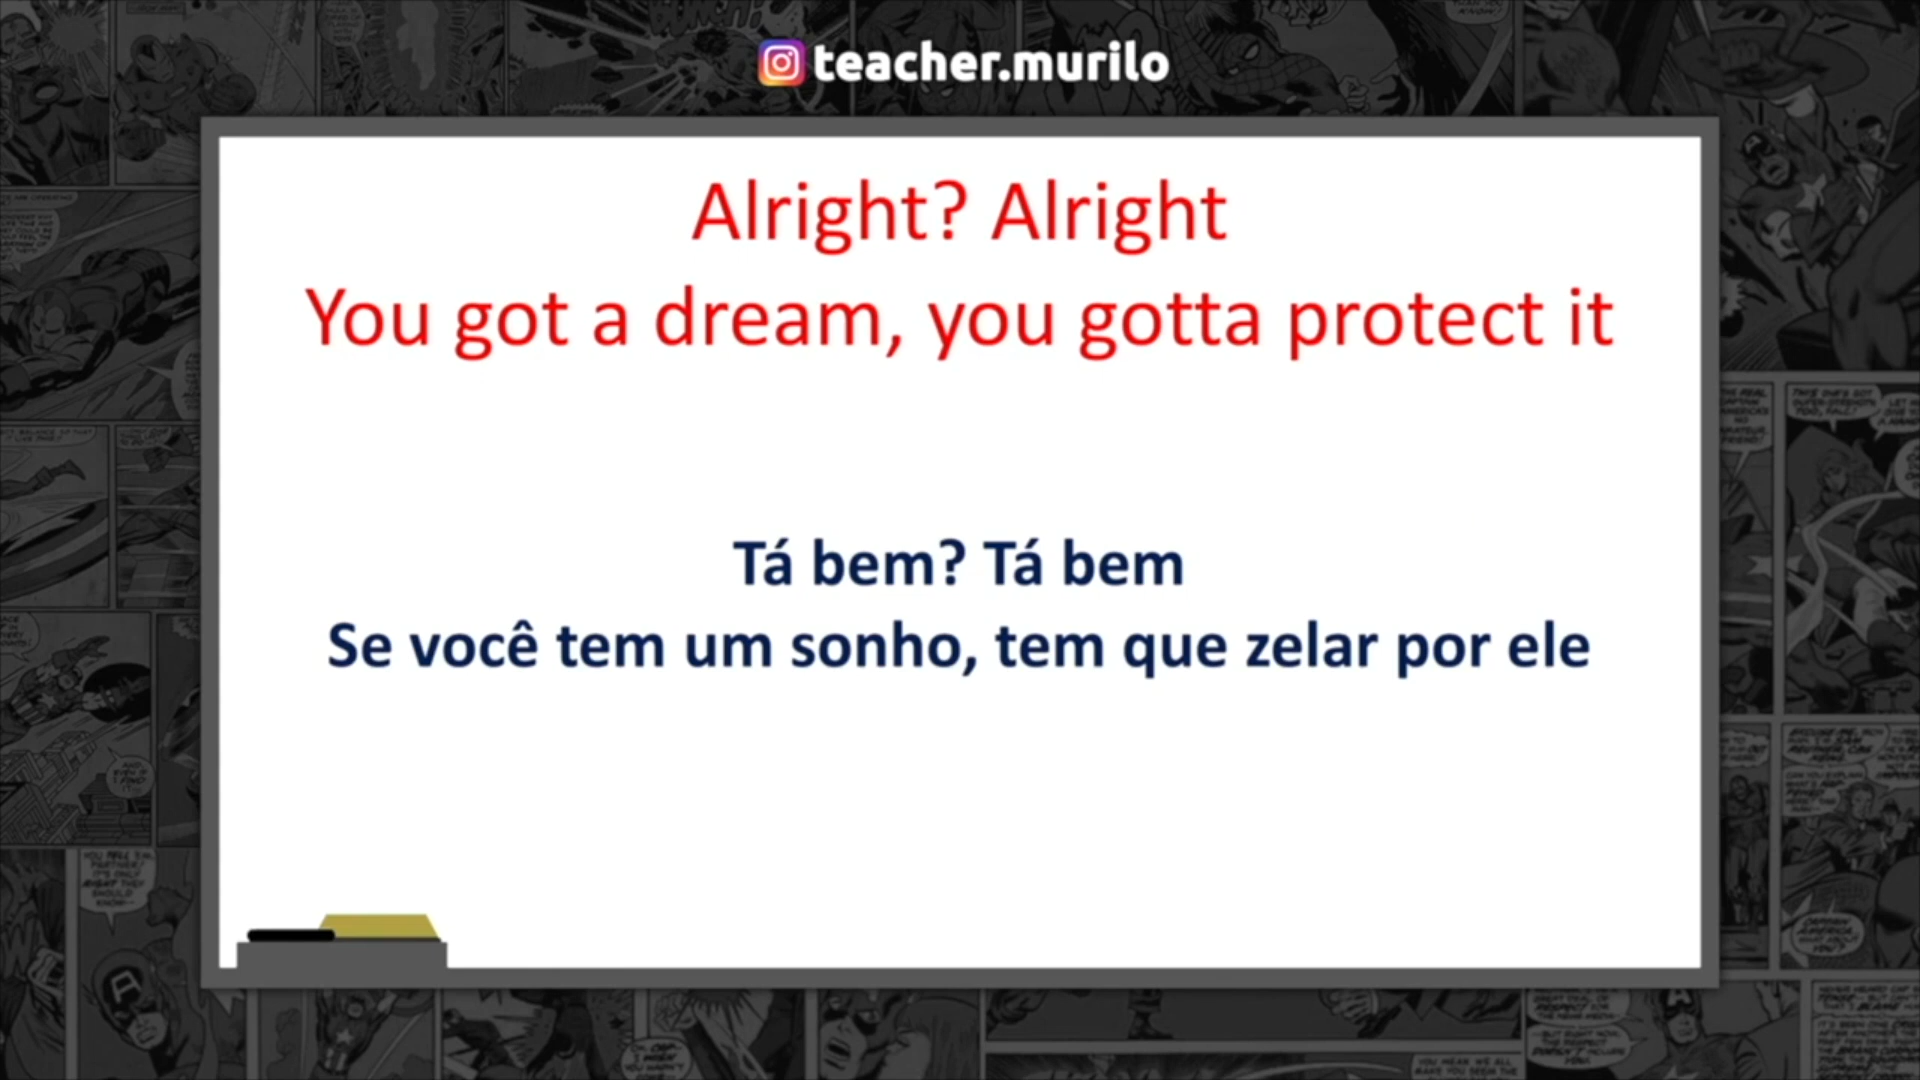 teacher.murilo
Alright? Alright
You got a dream, you gotta protect it
Tá bem? Tá bem
Se você tem um sonho, tem que zelar por ele